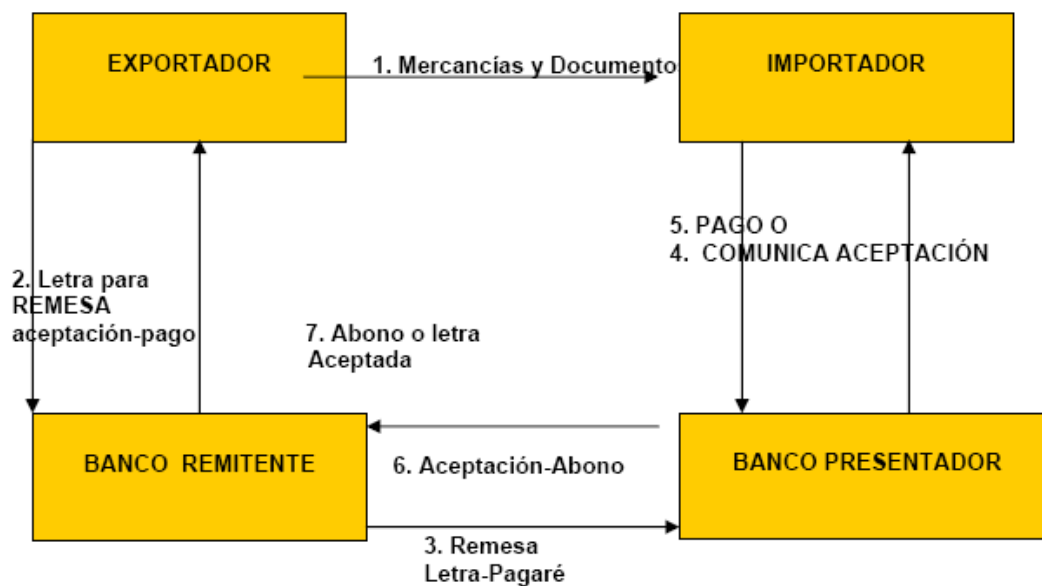 EXPORTADOR
1. Mercancías y Documento
IMPORTADOR
5. PAGO O
4. COMUNICA ACEPTACIÓN
2. Letra para
REMESA
aceptación-pago
7. Abono o letra
Aceptada
BANCO REMITENTE
6. Aceptación-Abono
BANCO PRESENTADOR
3. Remesa
Letra-Pagaré